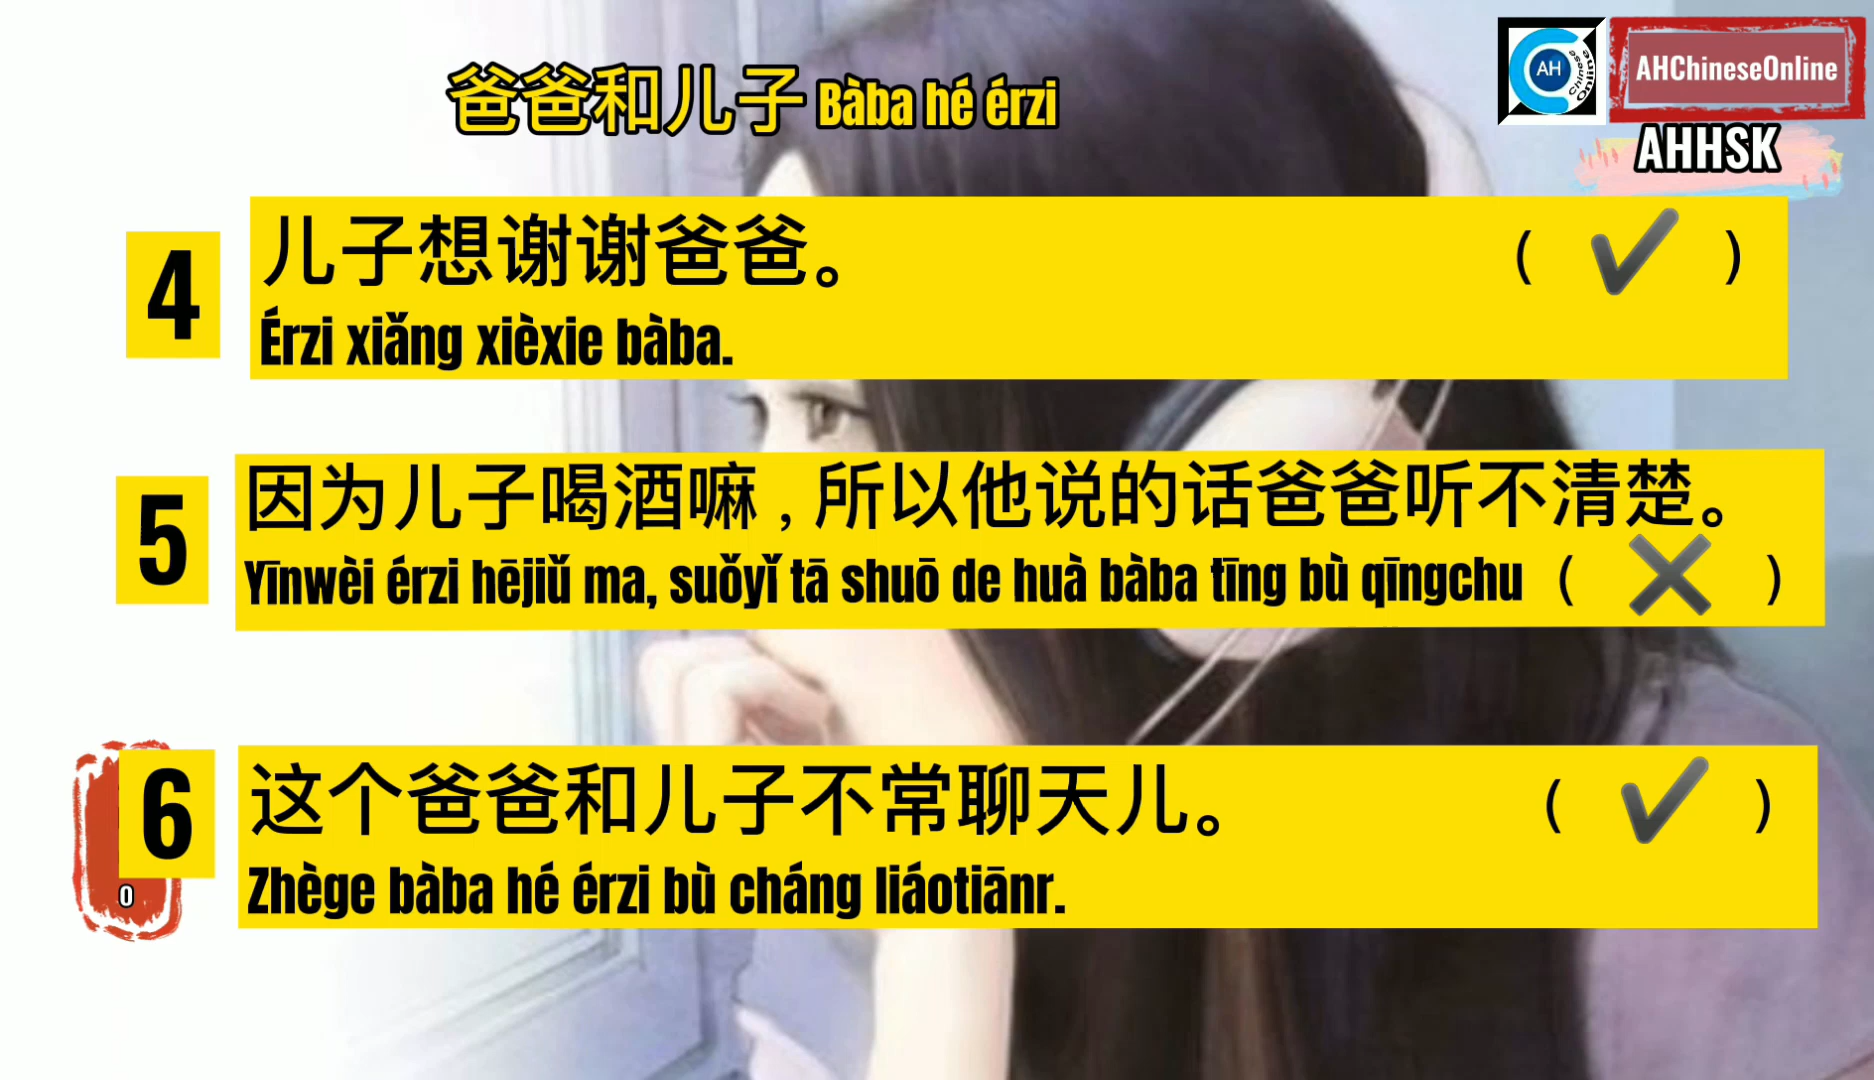 爸爸和儿子 Bàba hé érzi
AH
Chinese
Online
AHChineseOnline
AHHSK
4
儿子想谢谢爸爸。 ( ✔ )
Érzi xiǎng xièxie bàba.
5
因为儿子喝酒嘛，所以他说的话爸爸听不清楚。
Yīnwèi érzi hējiǔ ma, suǒyǐ tā shuō de huà bàba tīng bù qīngchu ( ✖ )
6
0
这个爸爸和儿子不常聊天儿。 ( ✔ )
Zhège bàba hé érzi bù cháng liáotiānr.